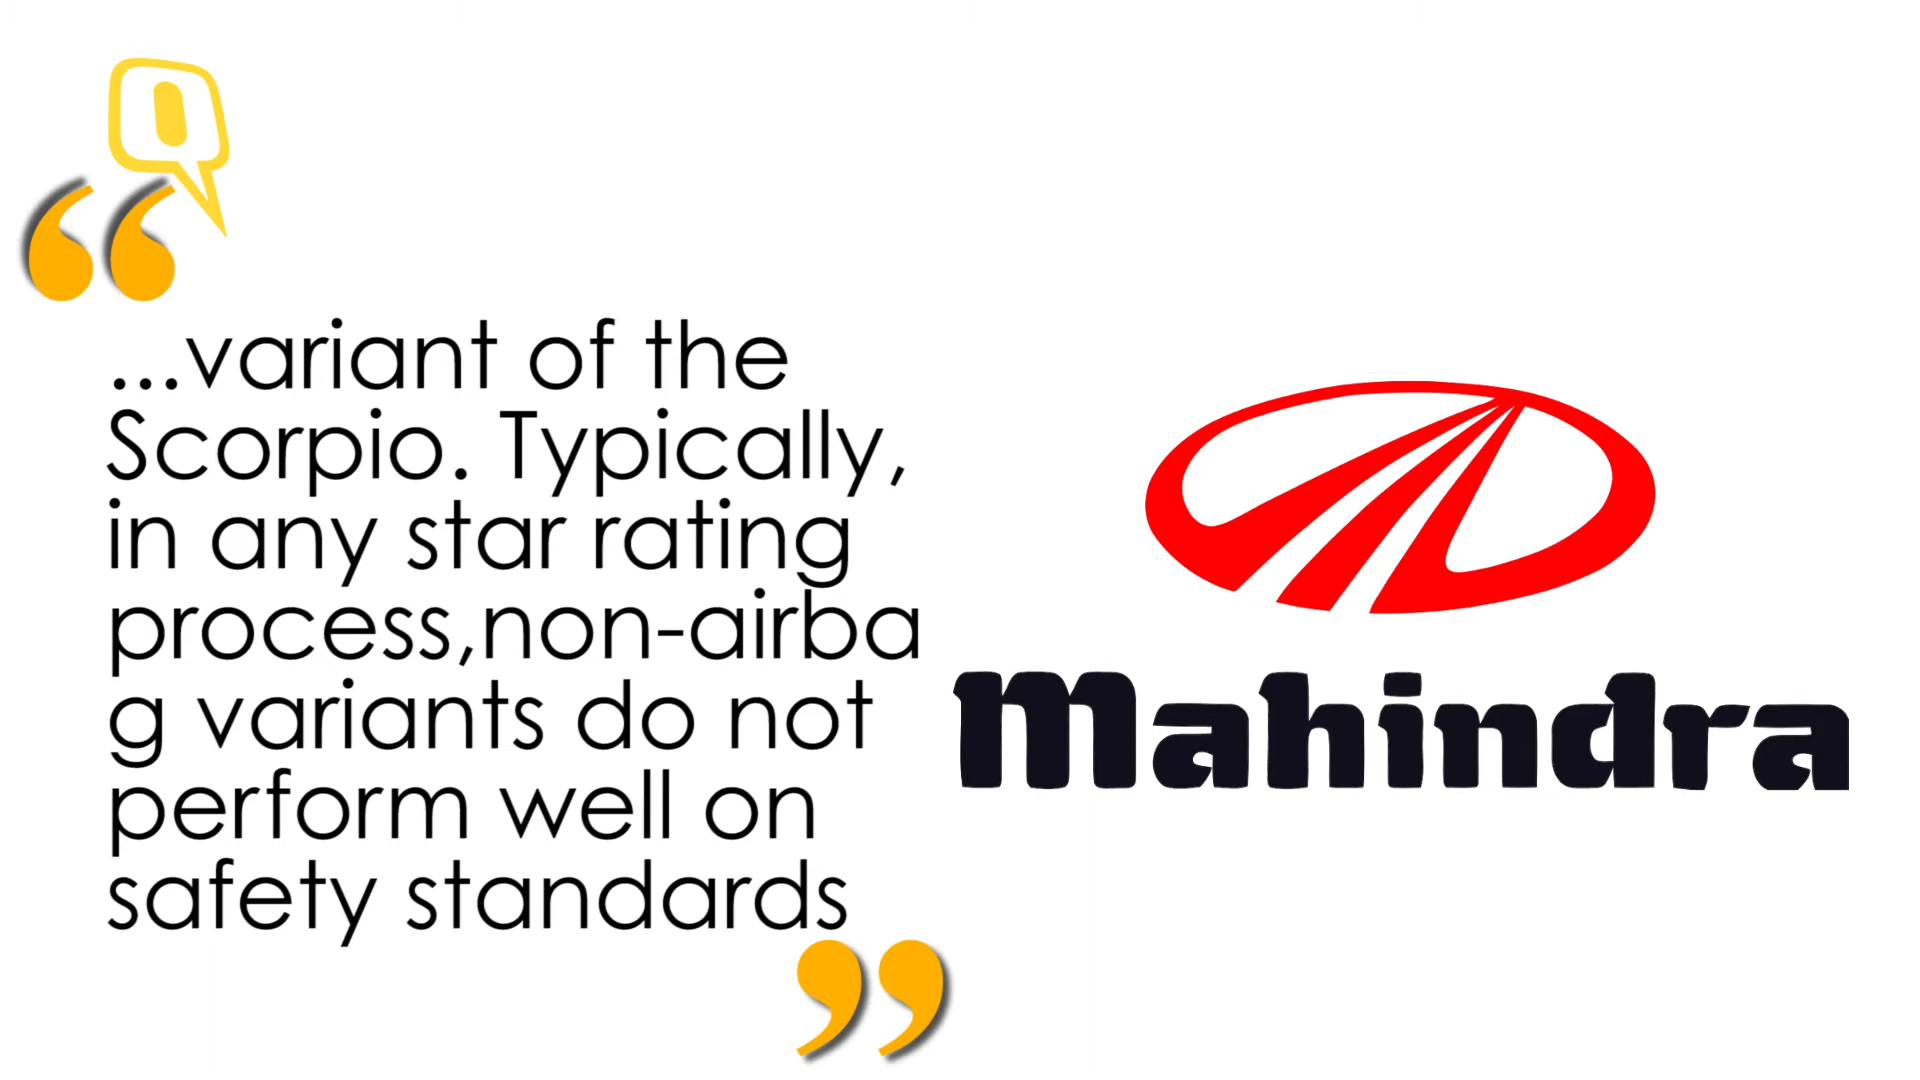 ...variant of the
Scorpio. Typically,
in any star rating
process,non-airba
g variants do not
perform well on
safety standards
Mahindra